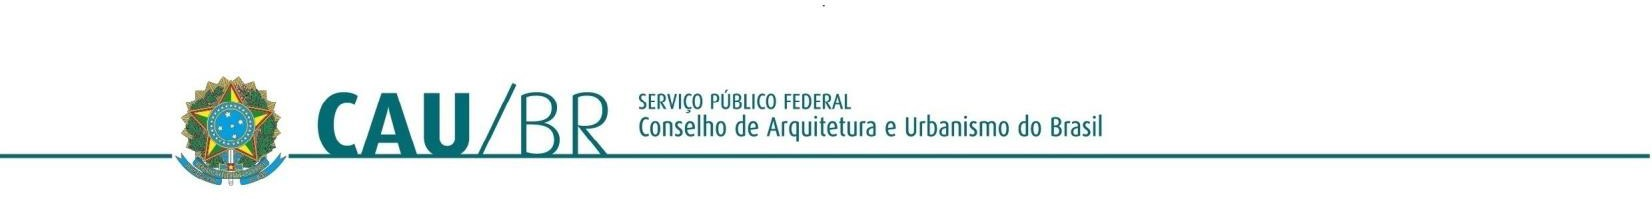 CAU/BR
SERVIÇO PÚBLICO FEDERAL
Conselho de Arquitetura e Urbanismo do Brasil